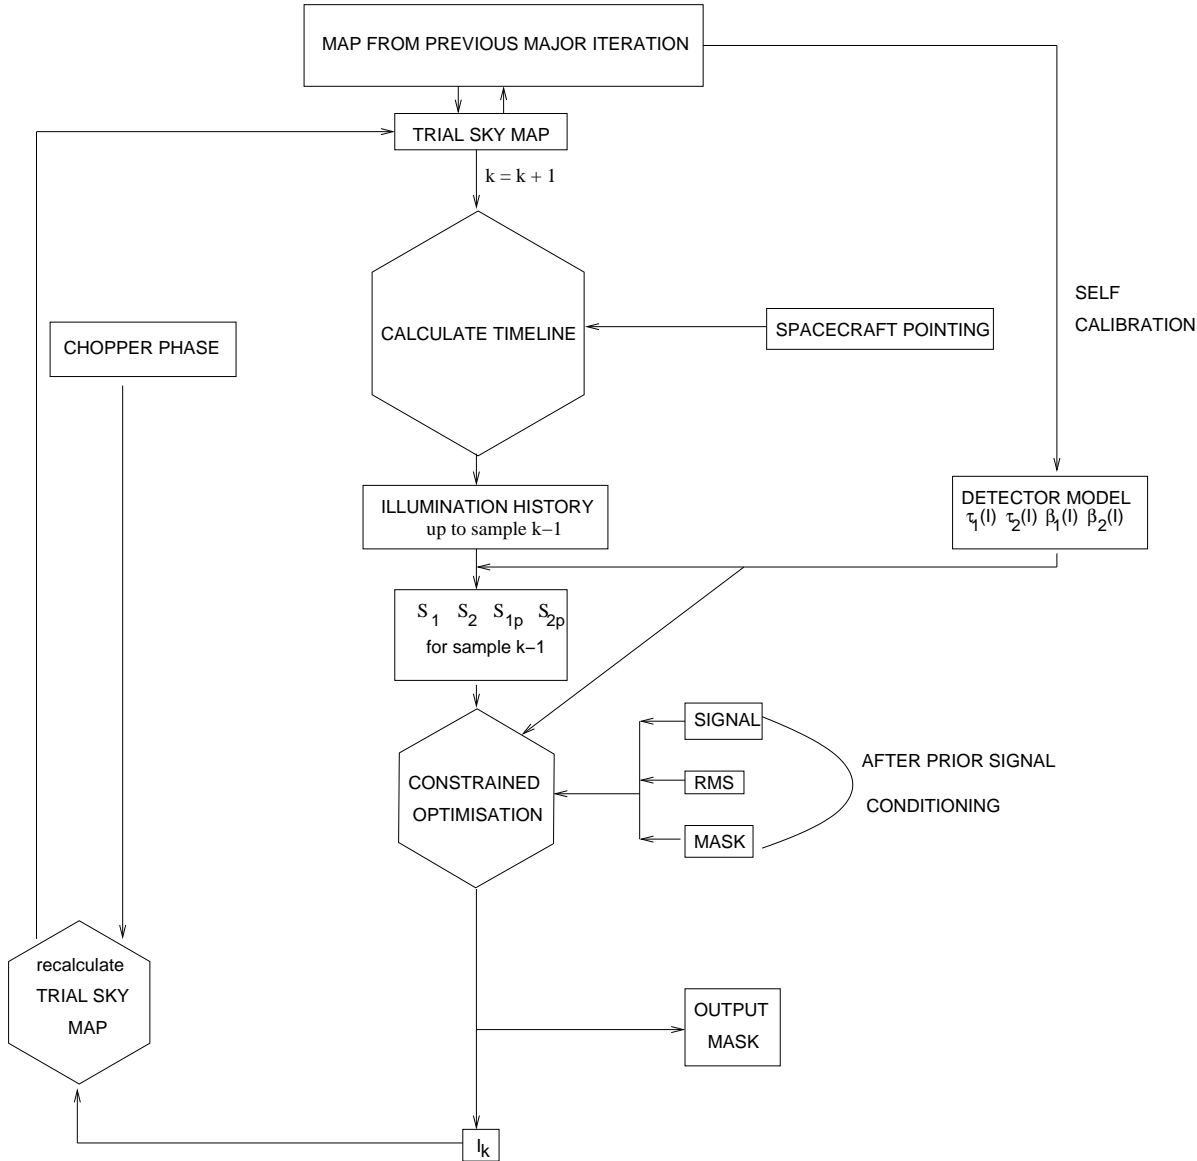 MAP FROM PREVIOUS MAJOR ITERATION
TRIAL SKY MAP
k = k + 1
SELF
CALIBRATION
CALCULATE TIMELINE
SPACECRAFT POINTING
CHOPPER PHASE
ILLUMINATION HISTORY
up to sample k−1
DETECTOR MODEL
τ₁(I) τ₂(I) β₁(I) β₂(I)
S₁ S₂ S₁ₚ S₂ₚ
for sample k−1
SIGNAL
RMS
MASK
AFTER PRIOR SIGNAL
CONDITIONING
CONSTRAINED
OPTIMISATION
recalculate
TRIAL SKY
MAP
OUTPUT
MASK
Iₖ